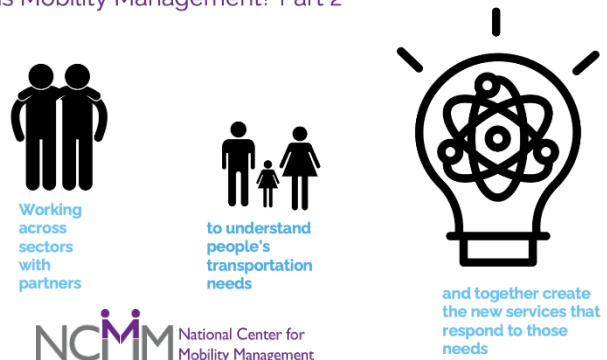 is Mobility Management? Part 2
Working
across
sectors
with
partners
to understand
people's
transportation
needs
and together create
the new services that
respond to those
needs
NCMM National Center for
Mobility Management